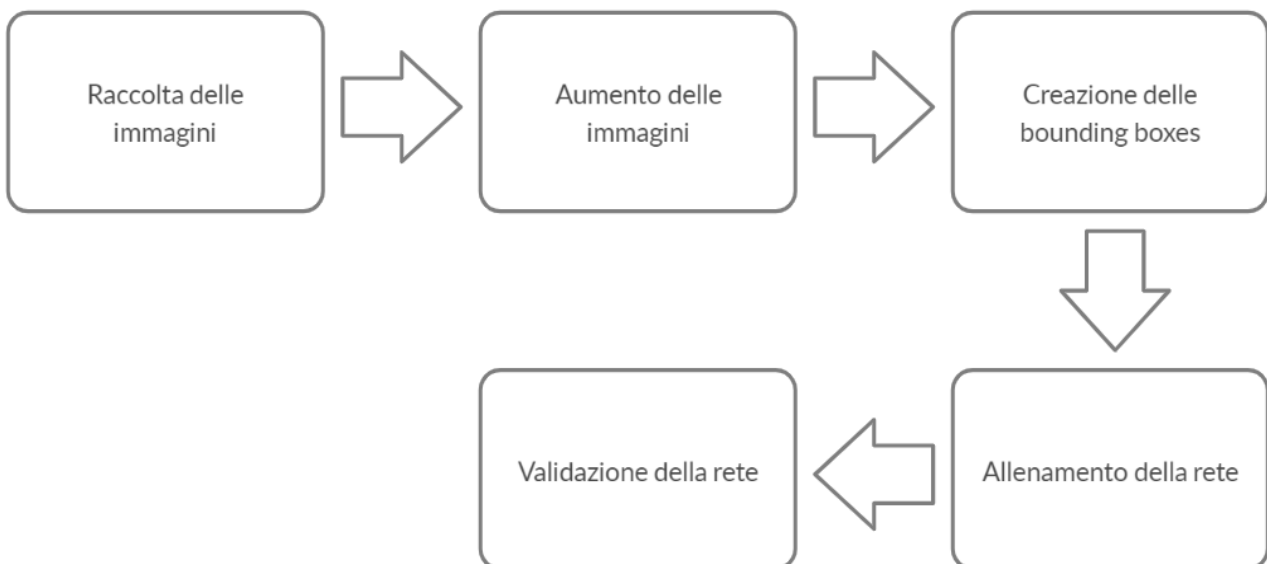 Raccolta delle
immagini
Aumento delle
immagini
Creazione delle
bounding boxes
Allenamento della rete
Validazione della rete